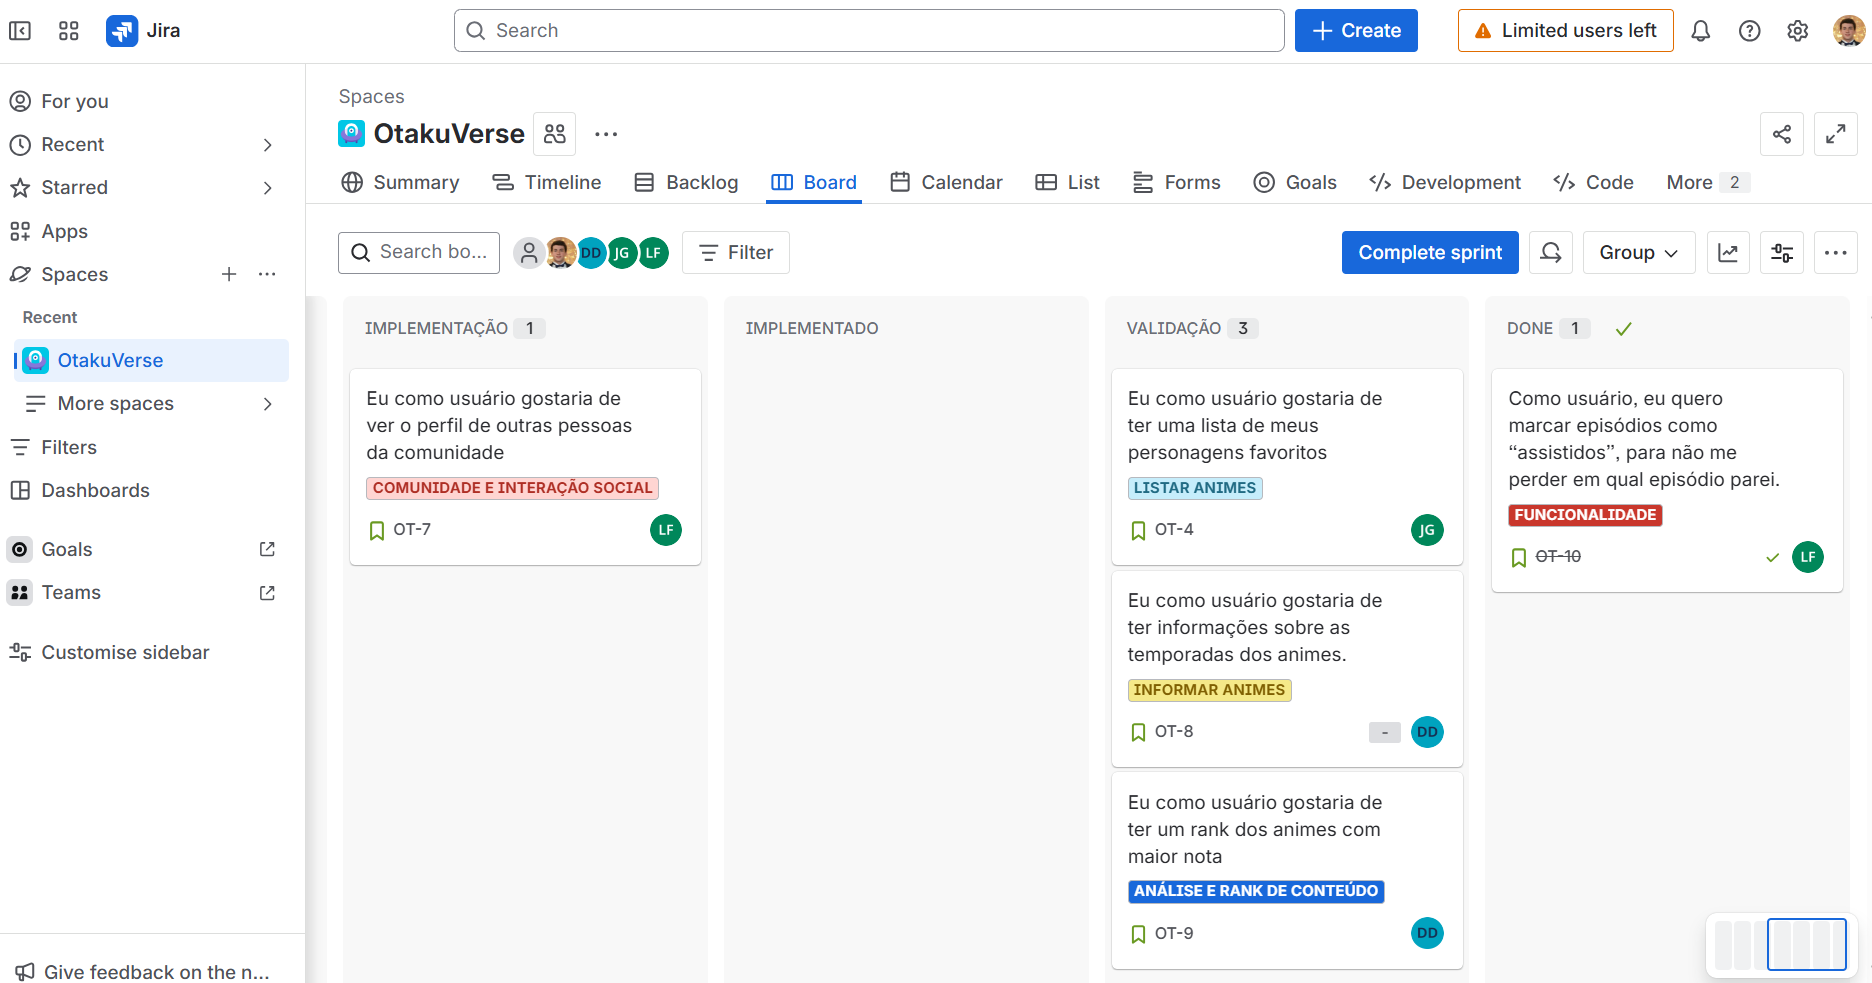 Jira
Search
Create
Limited users left
For you
Recent
Starred
Apps
Spaces
Recent
OtakuVerse
More spaces
Filters
Dashboards
Goals
Teams
Customise sidebar
Give feedback on the n...
Spaces
OtakuVerse
Summary
Timeline
Backlog
Board
Calendar
List
Forms
Goals
Development
Code
More 2
Search bo...
DD
JG
LF
Filter
Complete sprint
Group
IMPLEMENTAÇÃO 1
Eu como usuário gostaria de
ver o perfil de outras pessoas
da comunidade
COMUNIDADE E INTERAÇÃO SOCIAL
OT-7
LF
IMPLEMENTADO
VALIDAÇÃO 3
Eu como usuário gostaria de
ter uma lista de meus
personagens favoritos
LISTAR ANIMES
OT-4
JG
Eu como usuário gostaria de
ter informações sobre as
temporadas dos animes.
INFORMAR ANIMES
OT-8
-
DD
Eu como usuário gostaria de
ter um rank dos animes com
maior nota
ANÁLISE E RANK DE CONTEÚDO
OT-9
DD
DONE 1
Como usuário, eu quero
marcar episódios como
“assistidos”, para não me
perder em qual episódio parei.
FUNCIONALIDADE
OT-10
LF